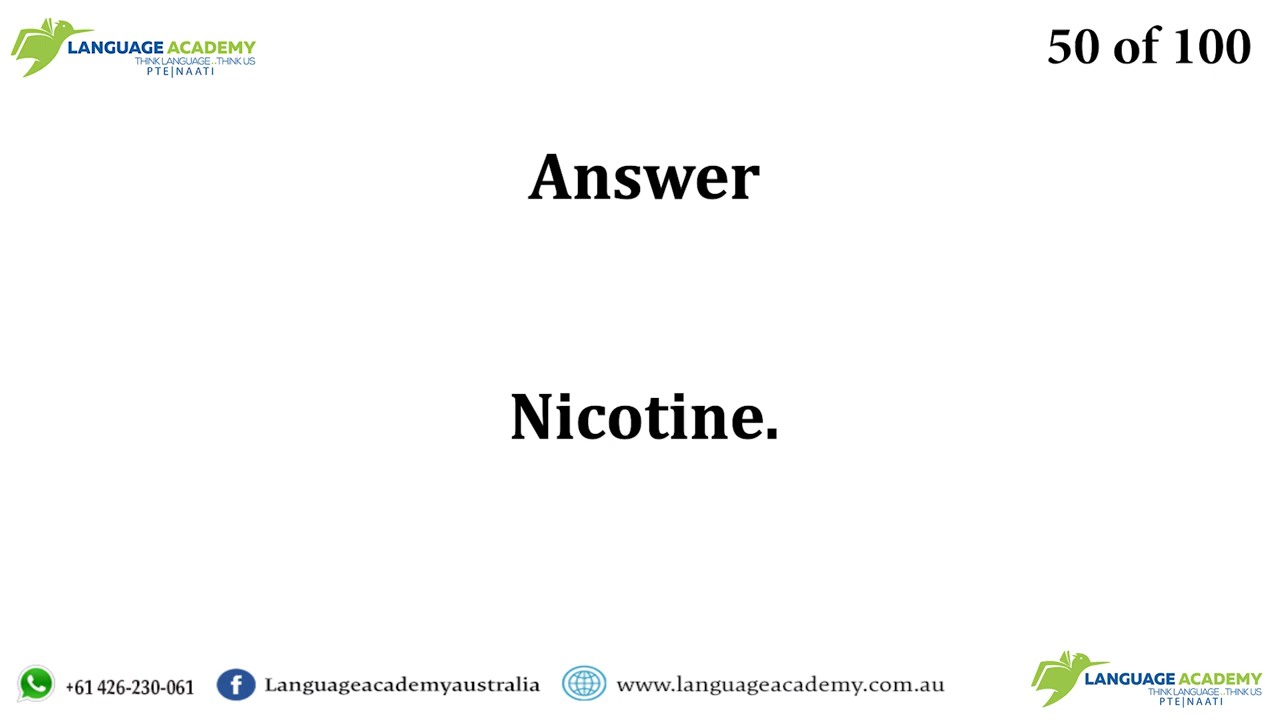 LANGUAGE ACADEMY
THINK LANGUAGE .. THINK US
PTE|NAATI
50 of 100
Answer
Nicotine.
+61 426-230-061
Languageacademyaustralia
www.languageacademy.com.au
LANGUAGE ACADEMY
THINK LANGUAGE .. THINK US
PTE|NAATI